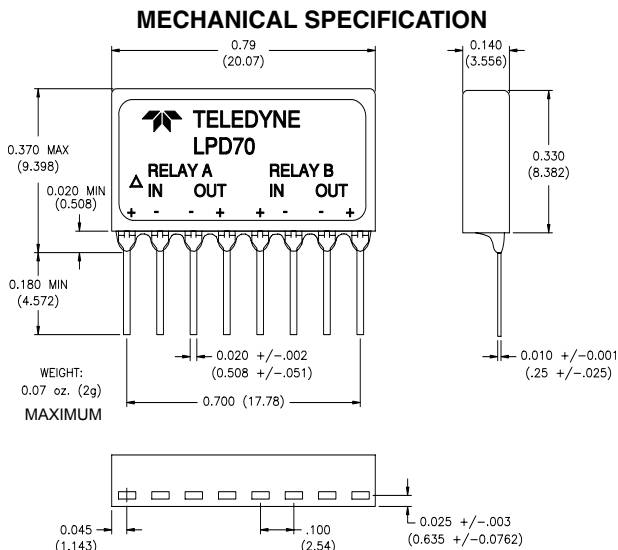 MECHANICAL SPECIFICATION
0.79
(20.07)
0.140
(3.556)
TELEDYNE
LPD70
RELAY A RELAY B
IN OUT IN OUT
+ - - + + - - +
0.370 MAX
(9.398)
0.020 MIN
(0.508)
0.330
(8.382)
0.180 MIN
(4.572)
0.020 +/-.002
(0.508 +/-.051)
0.010 +/-0.001
(.25 +/-.025)
WEIGHT:
0.07 oz. (2g)
MAXIMUM
0.700 (17.78)
0.045
(1.143)
.100
(2.54)
0.025 +/-.003
(0.635 +/-0.0762)